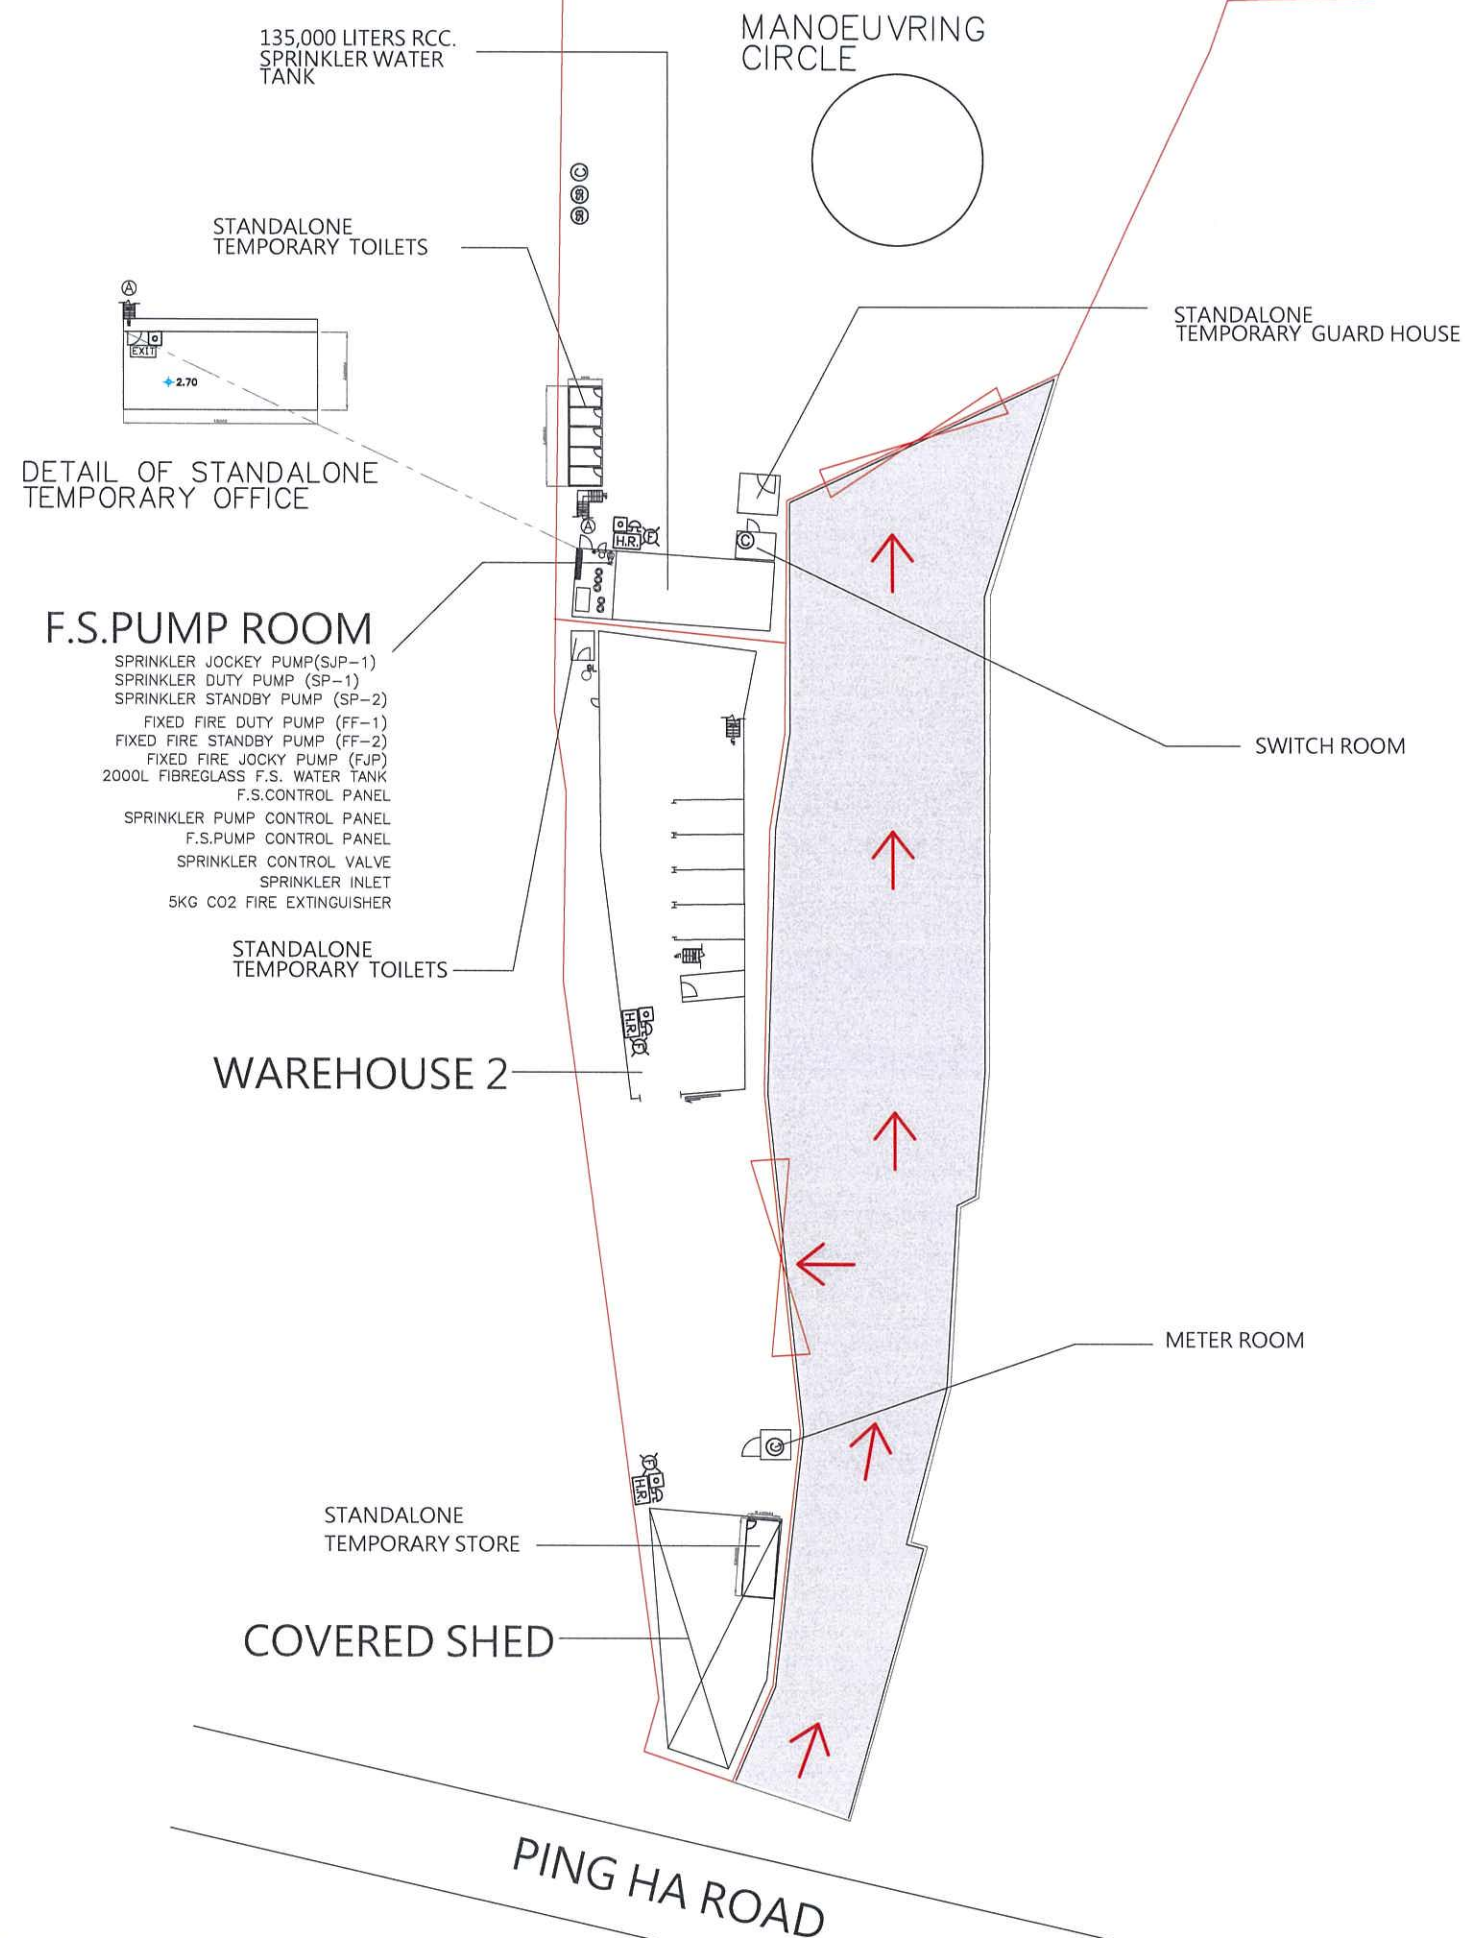 135,000 LITERS RCC.
SPRINKLER WATER
TANK
MANOEUVRING
CIRCLE
C
SB
SB
STANDALONE
TEMPORARY TOILETS
STANDALONE
TEMPORARY GUARD HOUSE
A
EXIT
2.70
DETAIL OF STANDALONE
TEMPORARY OFFICE
A
H.R.
F
C
F.S.PUMP ROOM
SPRINKLER JOCKEY PUMP(SJP-1)
SPRINKLER DUTY PUMP (SP-1)
SPRINKLER STANDBY PUMP (SP-2)
FIXED FIRE DUTY PUMP (FF-1)
FIXED FIRE STANDBY PUMP (FF-2)
FIXED FIRE JOCKY PUMP (FJP)
2000L FIBREGLASS F.S. WATER TANK
F.S.CONTROL PANEL
SPRINKLER PUMP CONTROL PANEL
F.S.PUMP CONTROL PANEL
SPRINKLER CONTROL VALVE
SPRINKLER INLET
5KG CO2 FIRE EXTINGUISHER
SWITCH ROOM
STANDALONE
TEMPORARY TOILETS
H.R.
F
WAREHOUSE 2
METER ROOM
C
F
H.R.
STANDALONE
TEMPORARY STORE
COVERED SHED
PING HA ROAD